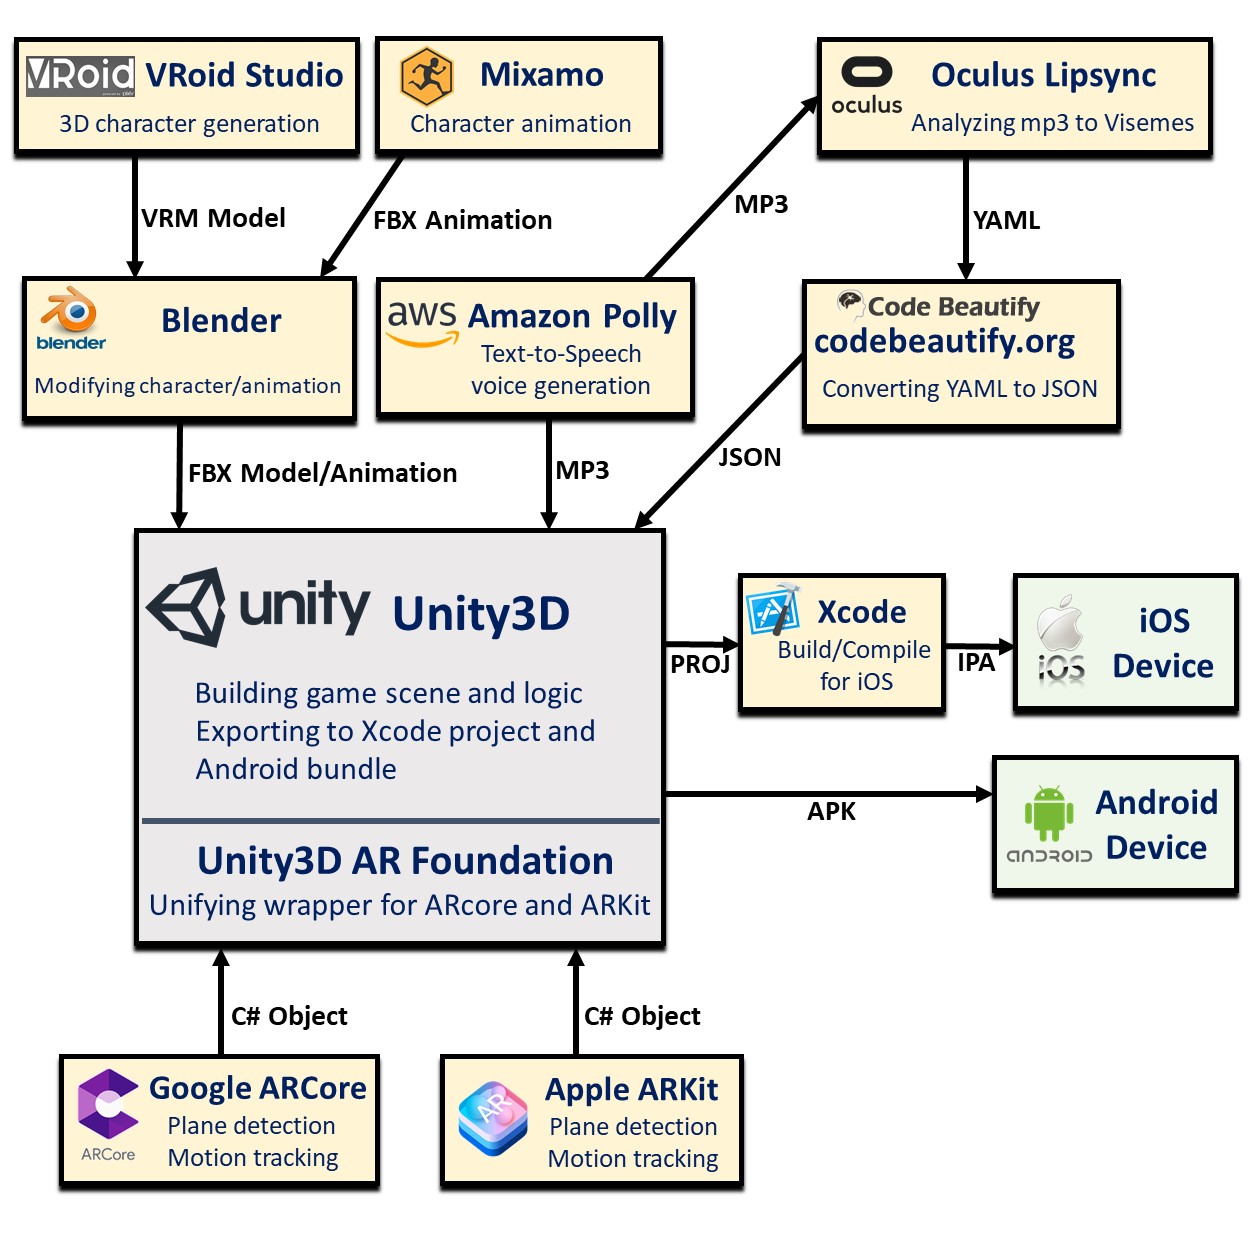 VRoid
VRoid Studio
3D character generation
Mixamo
Character animation
oculus
Oculus Lipsync
Analyzing mp3 to Visemes
VRM Model
FBX Animation
MP3
YAML
blender
Blender
Modifying character/animation
aws
Amazon Polly
Text-to-Speech
voice generation
Code Beautify
codebeautify.org
Converting YAML to JSON
FBX Model/Animation
MP3
JSON
unity
Unity3D
Building game scene and logic
Exporting to Xcode project and
Android bundle
Unity3D AR Foundation
Unifying wrapper for ARcore and ARKit
PROJ
Xcode
Build/Compile
for iOS
IPA
iOS
iOS
Device
APK
ANDROID
Android
Device
C# Object
C# Object
ARCore
Google ARCore
Plane detection
Motion tracking
AR
Apple ARKit
Plane detection
Motion tracking